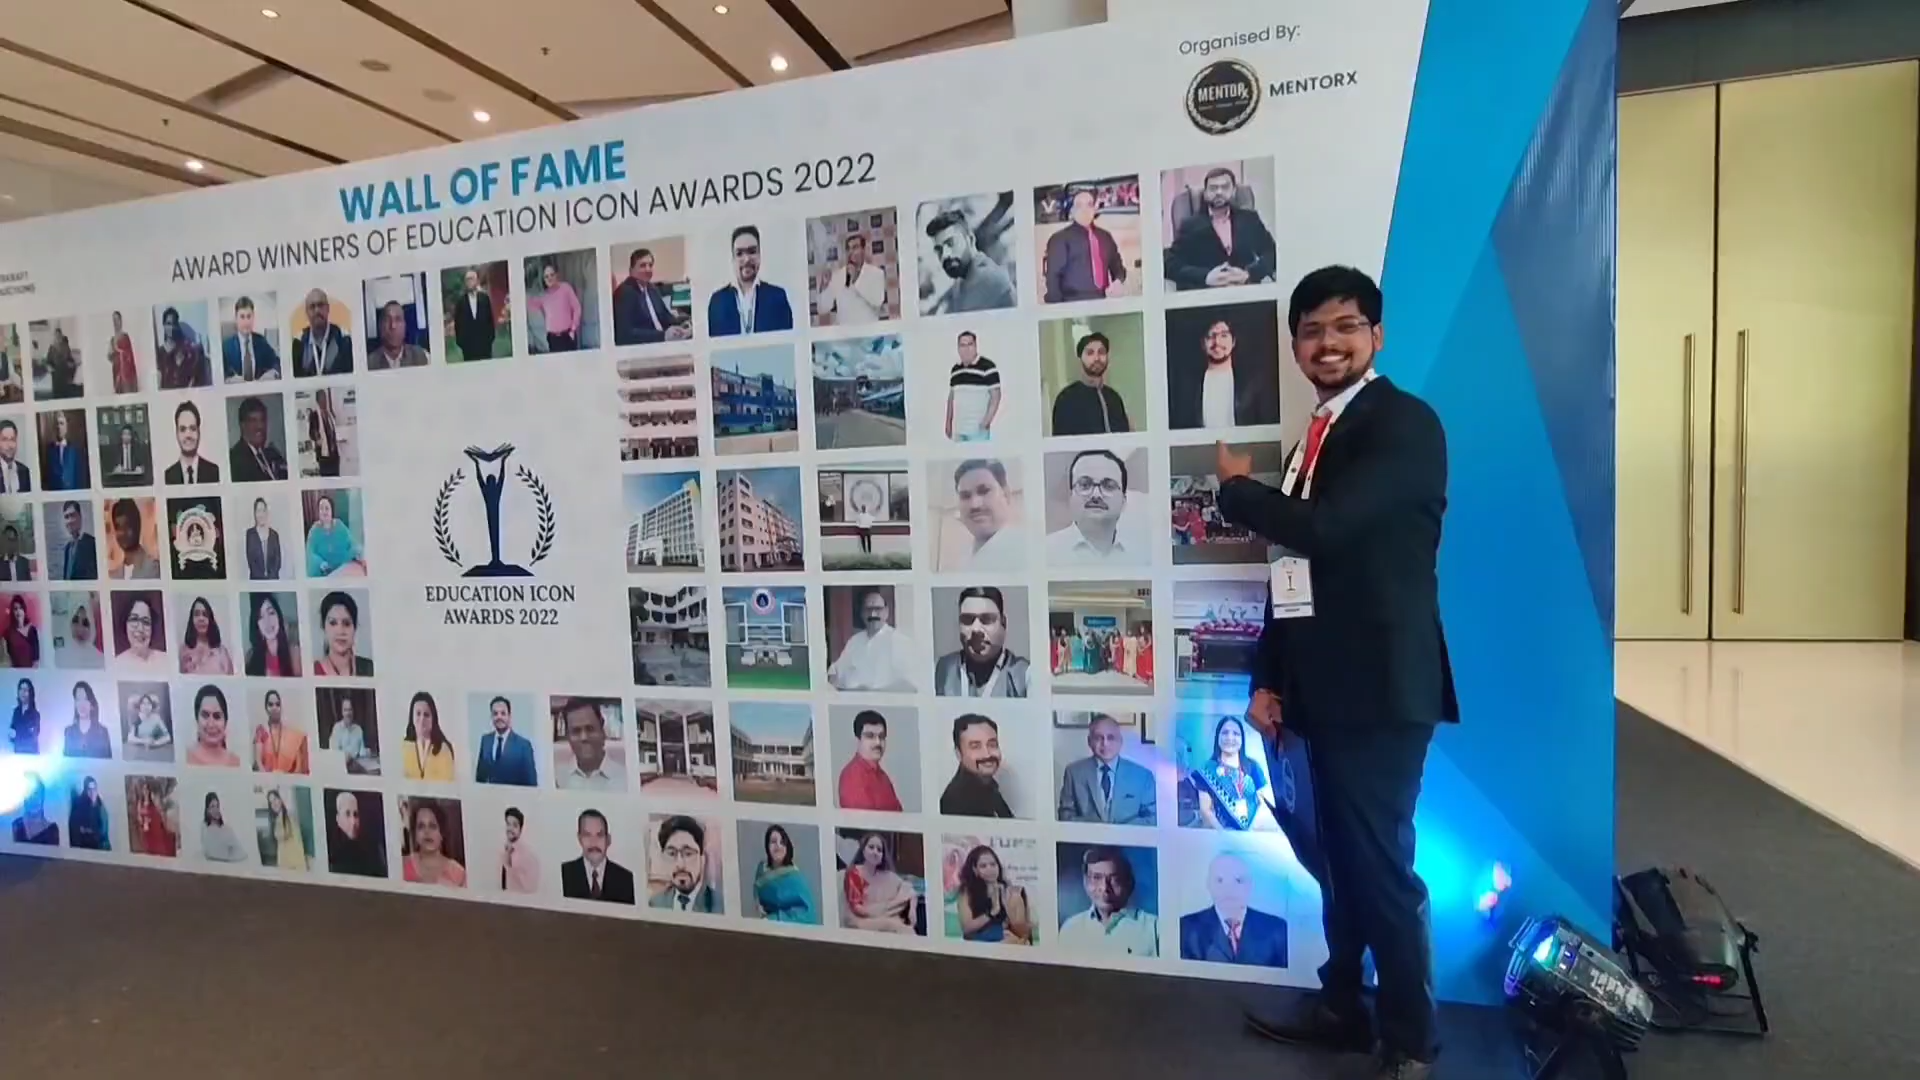 Organised By:
MENTORX
MENTORX
WALL OF FAME
AWARD WINNERS OF EDUCATION ICON AWARDS 2022
EDUCATION ICON
AWARDS 2022